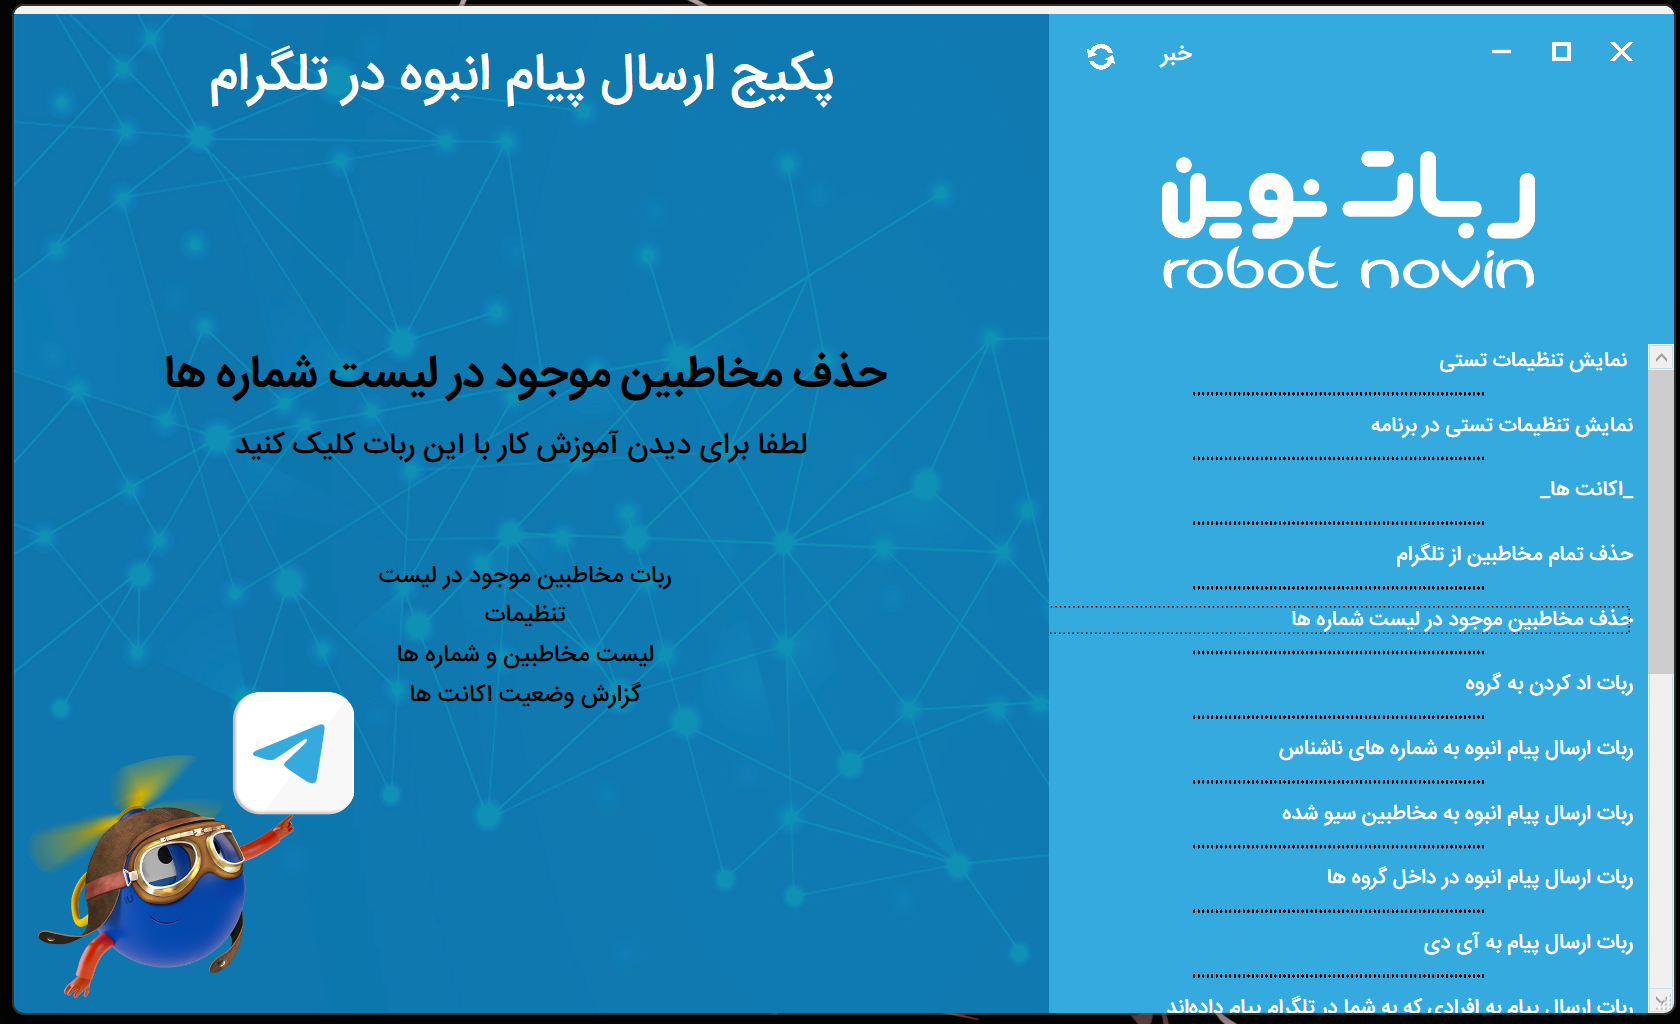 پکیج ارسال پیام انبوه در تلگرام
حذف مخاطبین موجود در لیست شماره ها
لطفا برای دیدن آموزش کار با این ربات کلیک کنید
ربات مخاطبین موجود در لیست
تنظیمات
لیست مخاطبین و شماره ها
گزارش وضعیت اکانت ها
خبر
ربات نوین
robot novin
نمایش تنظیمات تستی
نمایش تنظیمات تستی در برنامه
_اکانت ها_
حذف تمام مخاطبین از تلگرام
حذف مخاطبین موجود در لیست شماره ها
ربات اد کردن به گروه
ربات ارسال پیام انبوه به شماره های ناشناس
ربات ارسال پیام انبوه به مخاطبین سیو شده
ربات ارسال پیام انبوه در داخل گروه ها
ربات ارسال پیام به آی دی
ربات ارسال پیام به افرادی که به شما در تلگرام پیام داده‌اند